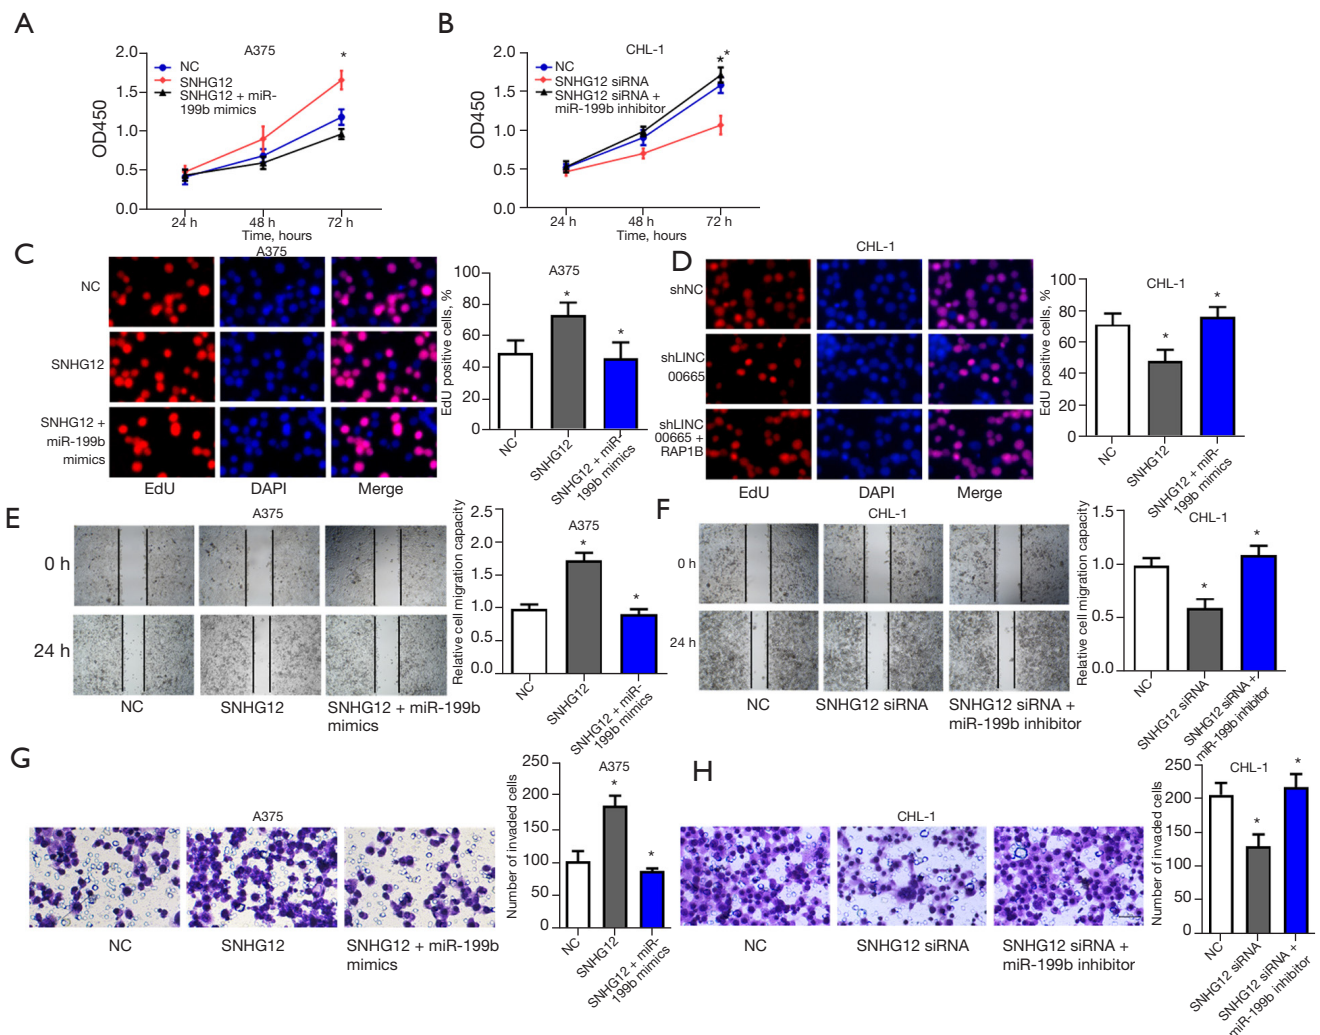 A
A375
2.0
1.5
1.0
0.5
0.0
OD450
NC
SNHG12
SNHG12 + miR-
199b mimics
*
24 h
48 h
72 h
Time, hours
B
CHL-1
2.0
1.5
1.0
0.5
0.0
OD450
NC
SNHG12 siRNA
SNHG12 siRNA +
miR-199b inhibitor
*
*
24 h
48 h
72 h
Time, hours
C
A375
NC
SNHG12
SNHG12 +
miR-199b
mimics
EdU
DAPI
Merge
A375
EdU positive cells, %
100
80
60
40
20
0
*
*
NC
SNHG12
SNHG12 + miR-
199b mimics
D
CHL-1
shNC
shLINC
00665
shLINC
00665 +
RAP1B
EdU
DAPI
Merge
CHL-1
EdU positive cells, %
100
80
60
40
20
0
*
*
NC
SNHG12
SNHG12 + miR-
199b mimics
E
A375
0 h
24 h
NC
SNHG12
SNHG12 + miR-199b
mimics
A375
Relative cell migration capacity
2.5
2.0
1.5
1.0
0.5
0.0
*
*
NC
SNHG12
SNHG12 + miR-
199b mimics
F
CHL-1
0 h
24 h
NC
SNHG12 siRNA
SNHG12 siRNA +
miR-199b inhibitor
CHL-1
Relative cell migration capacity
1.5
1.0
0.5
0.0
*
*
NC
SNHG12 siRNA
SNHG12 siRNA +
miR-199b inhibitor
G
A375
NC
SNHG12
SNHG12 + miR-199b
mimics
A375
Number of invaded cells
250
200
150
100
50
0
*
*
NC
SNHG12
SNHG12 + miR-
199b mimics
H
CHL-1
NC
SNHG12 siRNA
SNHG12 siRNA +
miR-199b inhibitor
CHL-1
Number of invaded cells
250
200
150
100
50
0
*
*
NC
SNHG12 siRNA
SNHG12 siRNA +
miR-199b inhibitor